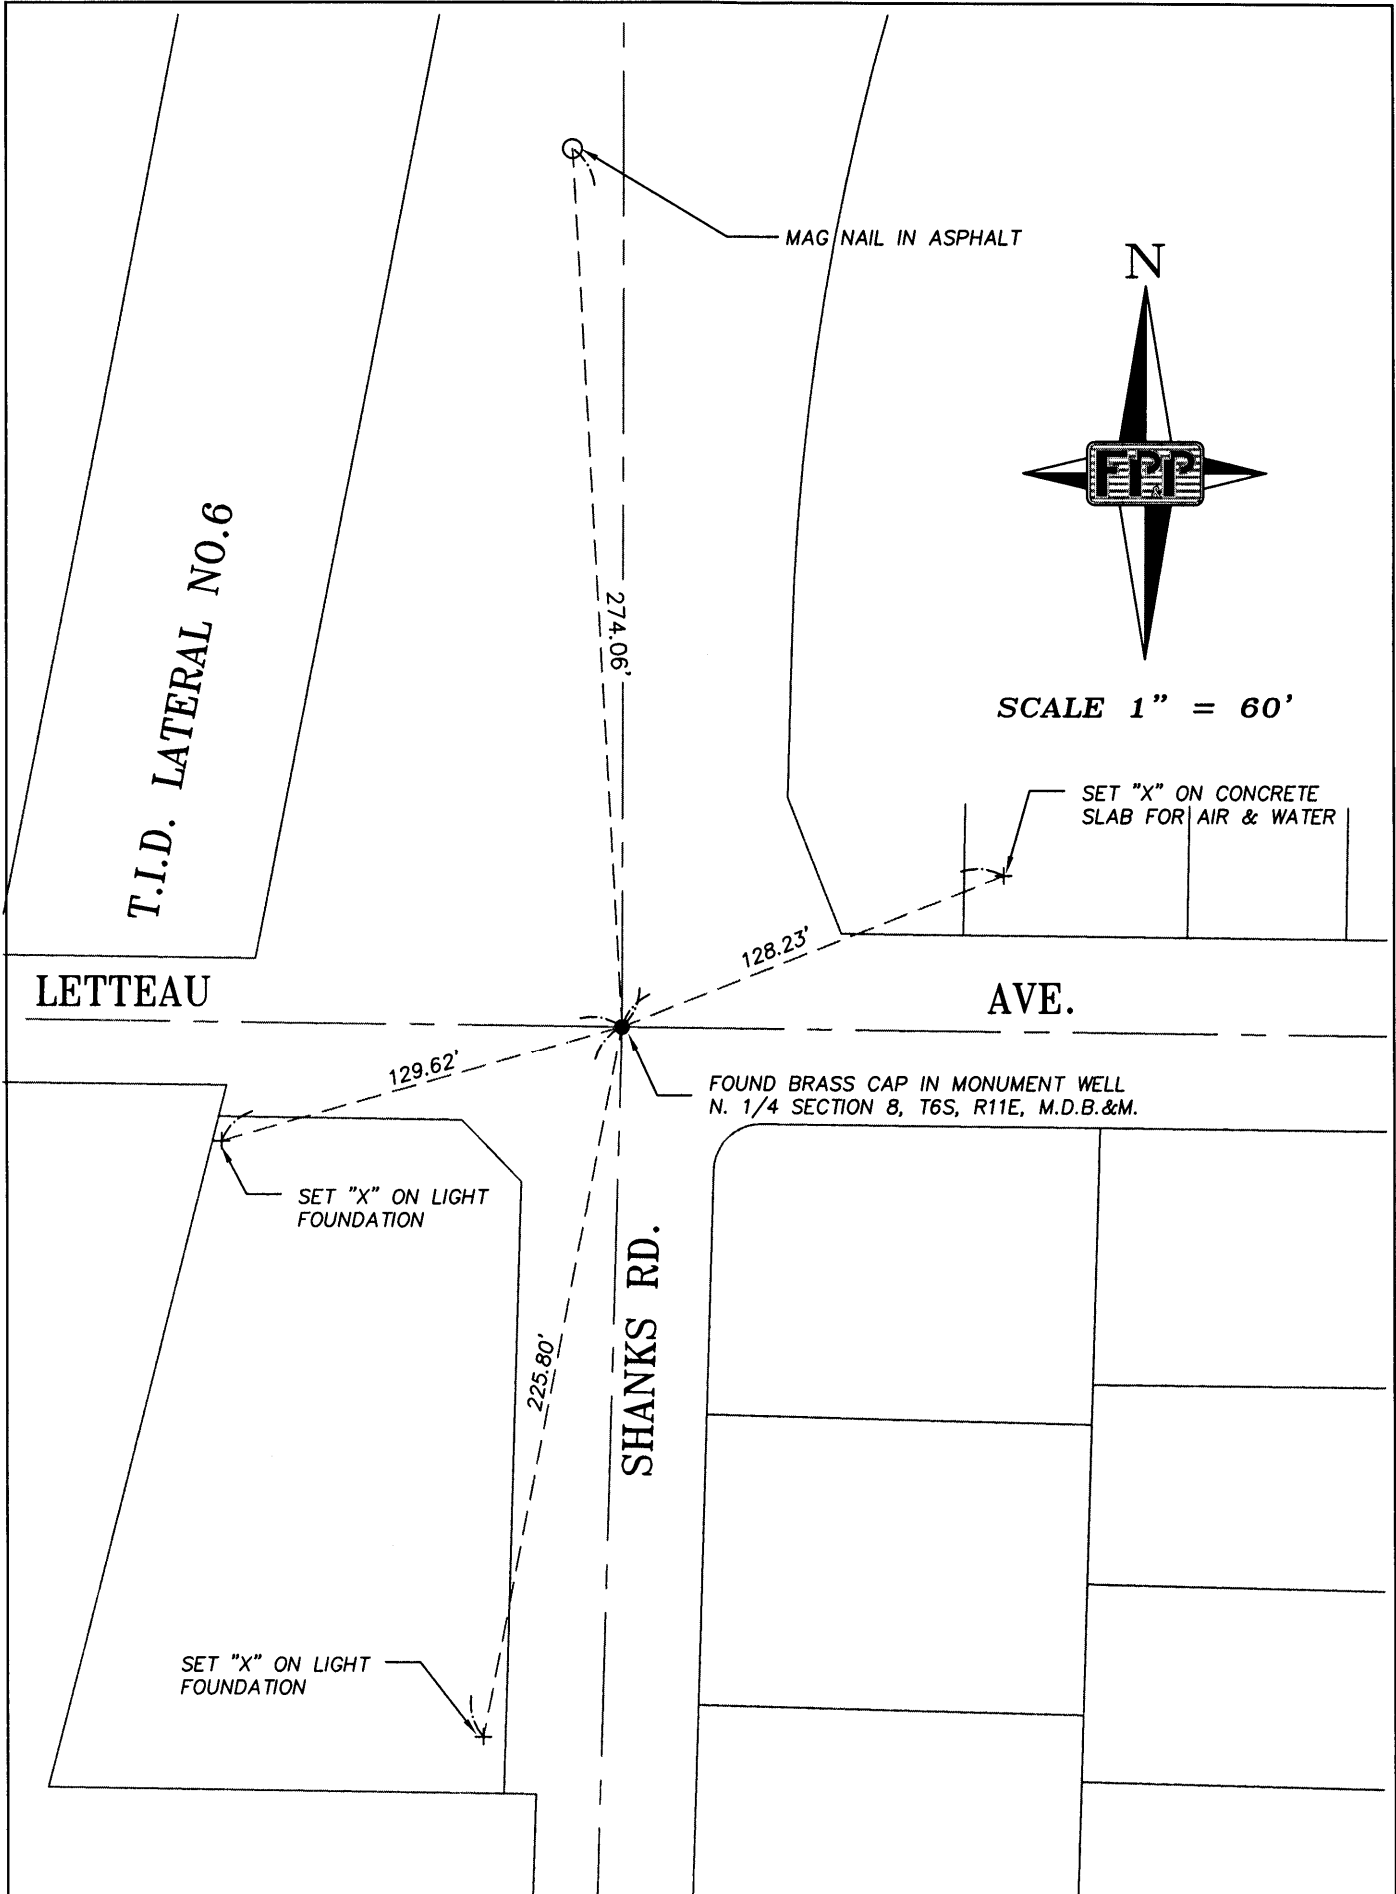 MAG NAIL IN ASPHALT
N
FP&P
274.06'
T.I.D. LATERAL NO.6
SCALE 1" = 60'
SET "X" ON CONCRETE
SLAB FOR AIR & WATER
128.23'
LETTEAU
AVE.
129.62'
FOUND BRASS CAP IN MONUMENT WELL
N. 1/4 SECTION 8, T6S, R11E, M.D.B.&M.
SET "X" ON LIGHT
FOUNDATION
SHANKS RD.
225.80'
SET "X" ON LIGHT
FOUNDATION